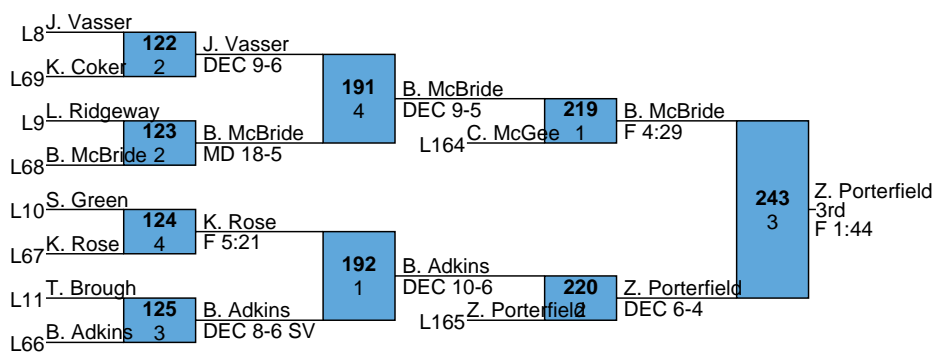 L8 J. Vasser
122
2
J. Vasser
DEC 9-6
L69 K. Coker
191
4
B. McBride
DEC 9-5
L9 L. Ridgeway
123
2
B. McBride
MD 18-5
L68 B. McBride
219
1
L164 C. McGee
B. McBride
F 4:29
L10 S. Green
124
4
K. Rose
F 5:21
L67 K. Rose
243
3
Z. Porterfield
3rd
F 1:44
192
1
B. Adkins
DEC 10-6
L11 T. Brough
125
3
B. Adkins
DEC 8-6 SV
L66 B. Adkins
220
2
L165 Z. Porterfield
Z. Porterfield
DEC 6-4